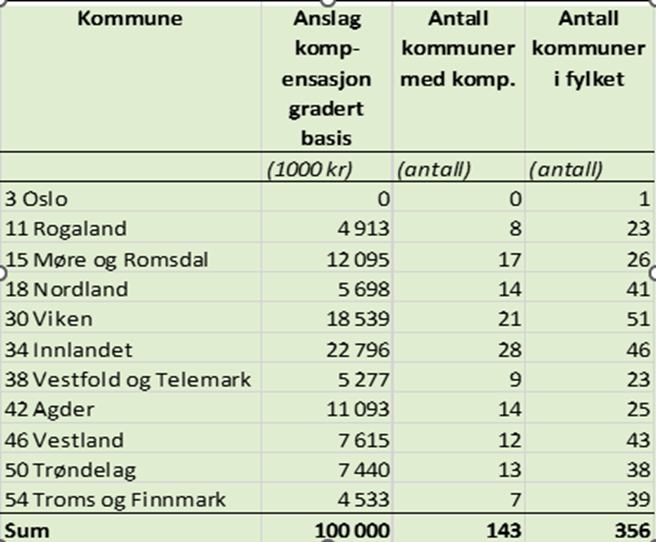 Kommune Anslag Antall Antall
komp- kommuner kommuner
ensasjon med komp. i fylket
gradert
basis
(1000 kr) (antall) (antall)
3 Oslo 0 0 1
11 Rogaland 4 913 8 23
15 Møre og Romsdal 12 095 17 26
18 Nordland 5 698 14 41
30 Viken 18 539 21 51
34 Innlandet 22 796 28 46
38 Vestfold og Telemark 5 277 9 23
42 Agder 11 093 14 25
46 Vestland 7 615 12 43
50 Trøndelag 7 440 13 38
54 Troms og Finnmark 4 533 7 39
Sum 100 000 143 356